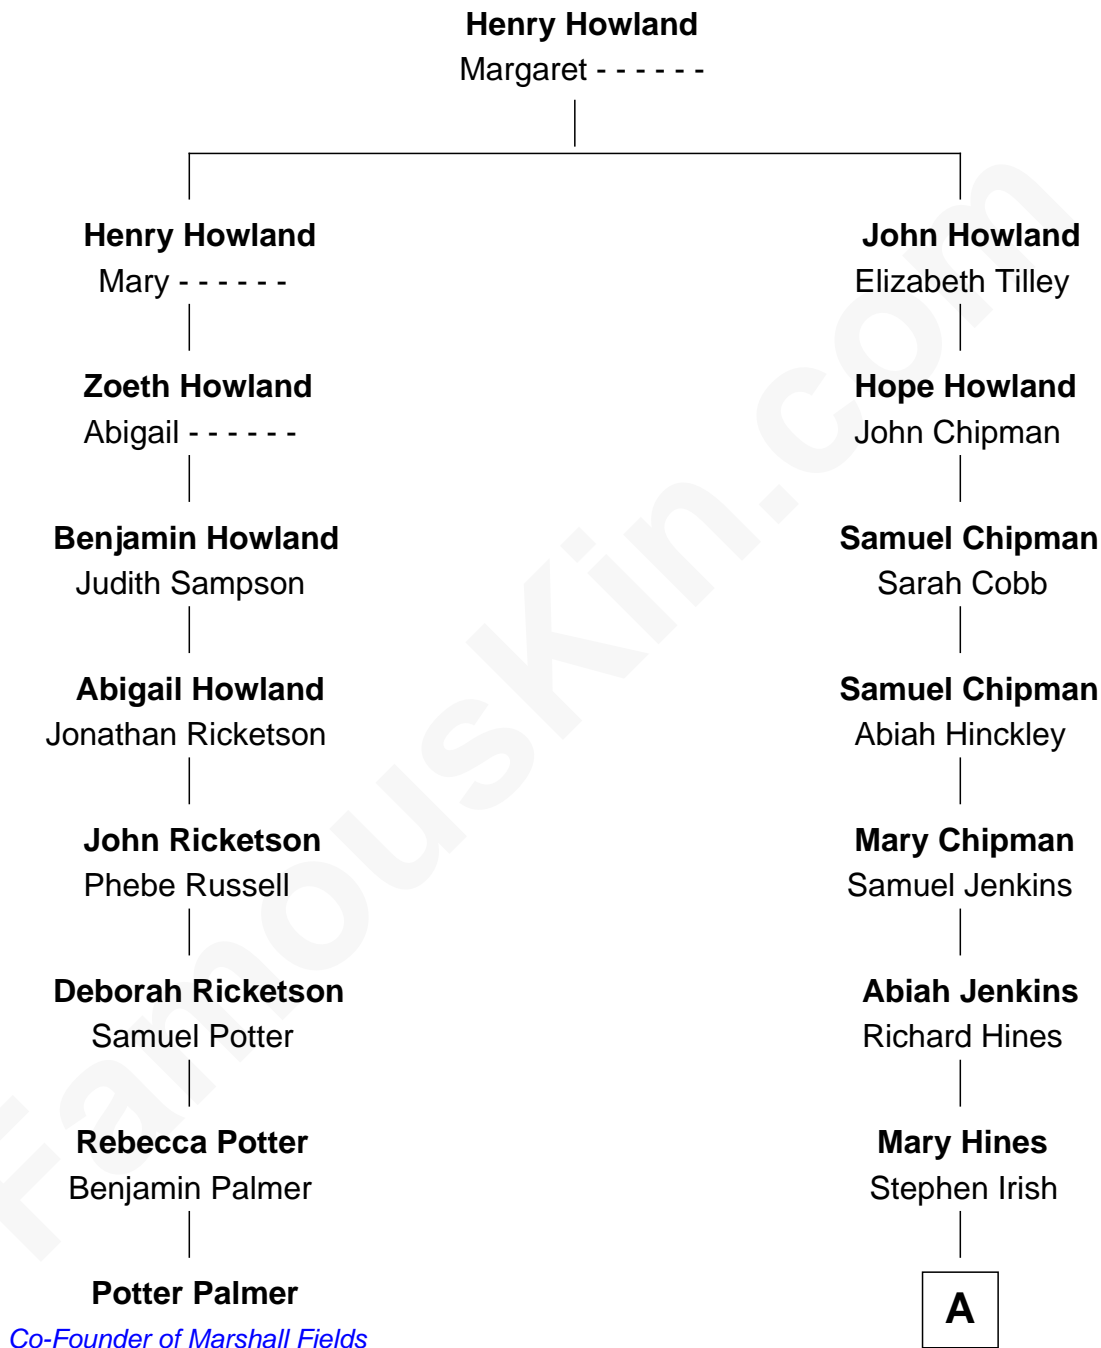 Henry Howland
Margaret - - - - - -
Henry Howland
Mary - - - - - -
John Howland
Elizabeth Tilley
Zoeth Howland
Abigail - - - - - -
Hope Howland
John Chipman
Benjamin Howland
Judith Sampson
Samuel Chipman
Sarah Cobb
Abigail Howland
Jonathan Ricketson
Samuel Chipman
Abiah Hinckley
John Ricketson
Phebe Russell
Mary Chipman
Samuel Jenkins
Deborah Ricketson
Samuel Potter
Abiah Jenkins
Richard Hines
Rebecca Potter
Benjamin Palmer
Mary Hines
Stephen Irish
Potter Palmer
Co-Founder of Marshall Fields
A
FamousKin.com